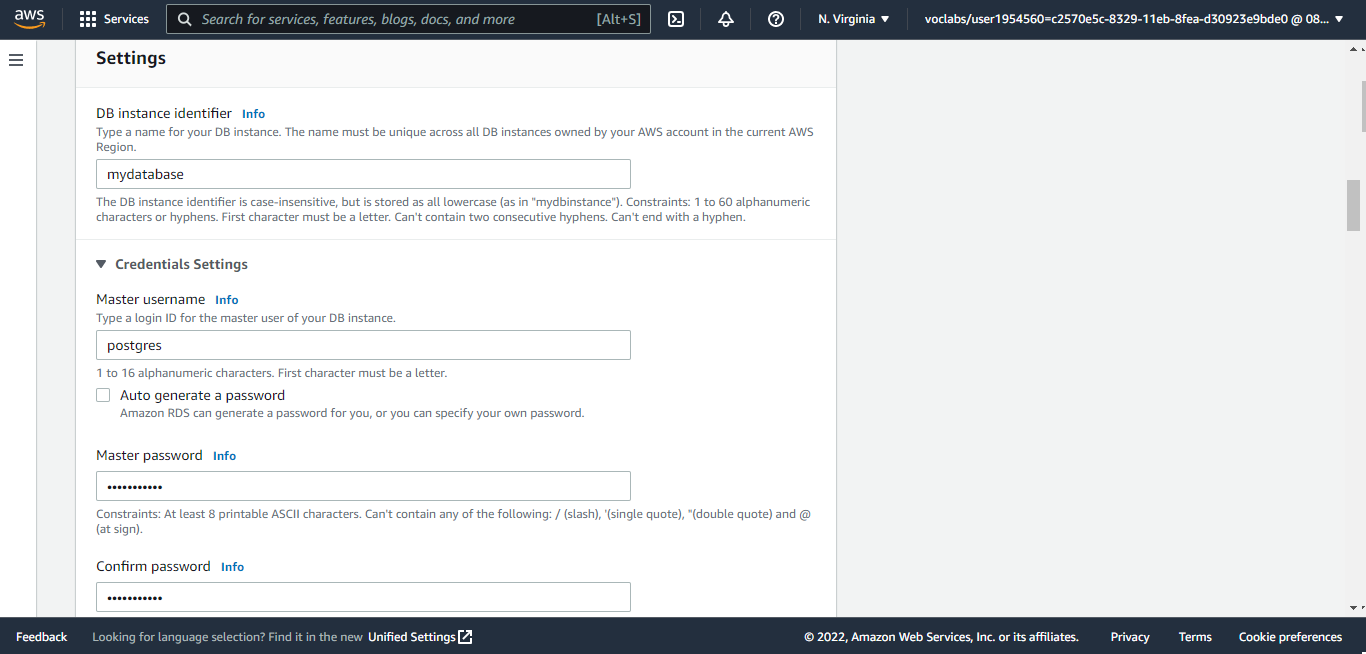 aws Services Search for services, features, blogs, docs, and more [Alt+S] N. Virginia voclabs/user1954560=c2570e5c-8329-11eb-8fea-d30923e9bde0 @ 08...
Settings
DB instance identifier Info
Type a name for your DB instance. The name must be unique across all DB instances owned by your AWS account in the current AWS
Region.
mydatabase
The DB instance identifier is case-insensitive, but is stored as all lowercase (as in "mydbinstance"). Constraints: 1 to 60 alphanumeric
characters or hyphens. First character must be a letter. Can't contain two consecutive hyphens. Can't end with a hyphen.
Credentials Settings
Master username Info
Type a login ID for the master user of your DB instance.
postgres
1 to 16 alphanumeric characters. First character must be a letter.
Auto generate a password
Amazon RDS can generate a password for you, or you can specify your own password.
Master password Info
•••••••••••
Constraints: At least 8 printable ASCII characters. Can't contain any of the following: / (slash), '(single quote), "(double quote) and @
(at sign).
Confirm password Info
•••••••••••
Feedback Looking for language selection? Find it in the new Unified Settings © 2022, Amazon Web Services, Inc. or its affiliates. Privacy Terms Cookie preferences